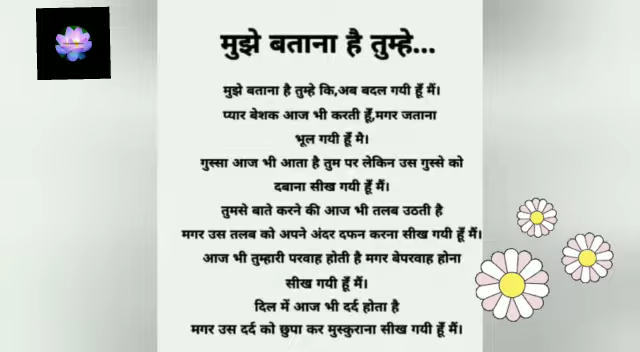 मुझे बताना है तुम्हे...
मुझे बताना है तुम्हे कि,अब बदल गयी हूँ मैं।
प्यार बेशक आज भी करती हूँ,मगर जताना
भूल गयी हूँ मै।
गुस्सा आज भी आता है तुम पर लेकिन उस गुस्से को
दबाना सीख गयी हूँ मैं।
तुमसे बाते करने की आज भी तलब उठती है
मगर उस तलब को अपने अंदर दफन करना सीख गयी हूँ मैं।
आज भी तुम्हारी परवाह होती है मगर बेपरवाह होना
सीख गयी हूँ मैं।
दिल में आज भी दर्द होता है
मगर उस दर्द को छुपा कर मुस्कुराना सीख गयी हूँ मैं।